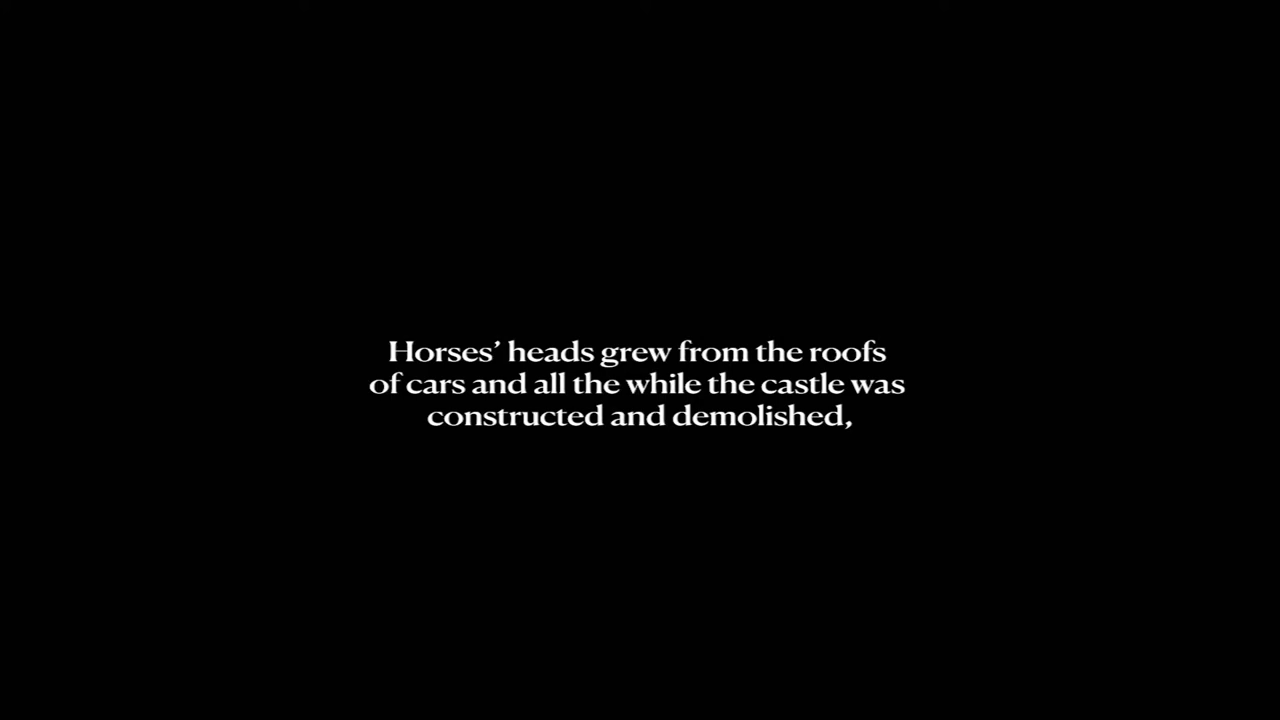 Horses’ heads grew from the roofs
of cars and all the while the castle was
constructed and demolished,